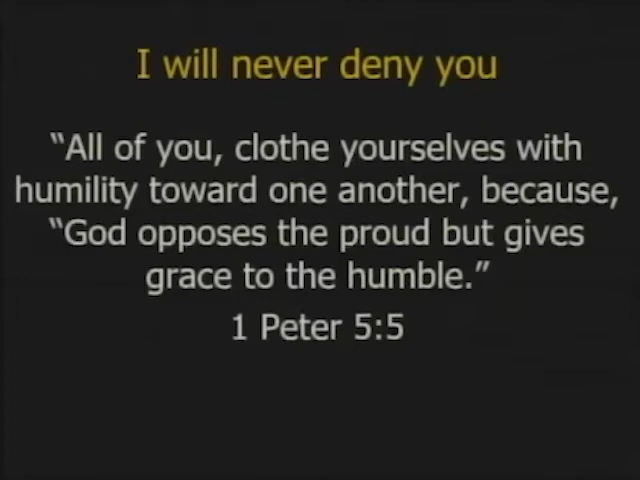 I will never deny you
“All of you, clothe yourselves with
humility toward one another, because,
“God opposes the proud but gives
grace to the humble.”
1 Peter 5:5